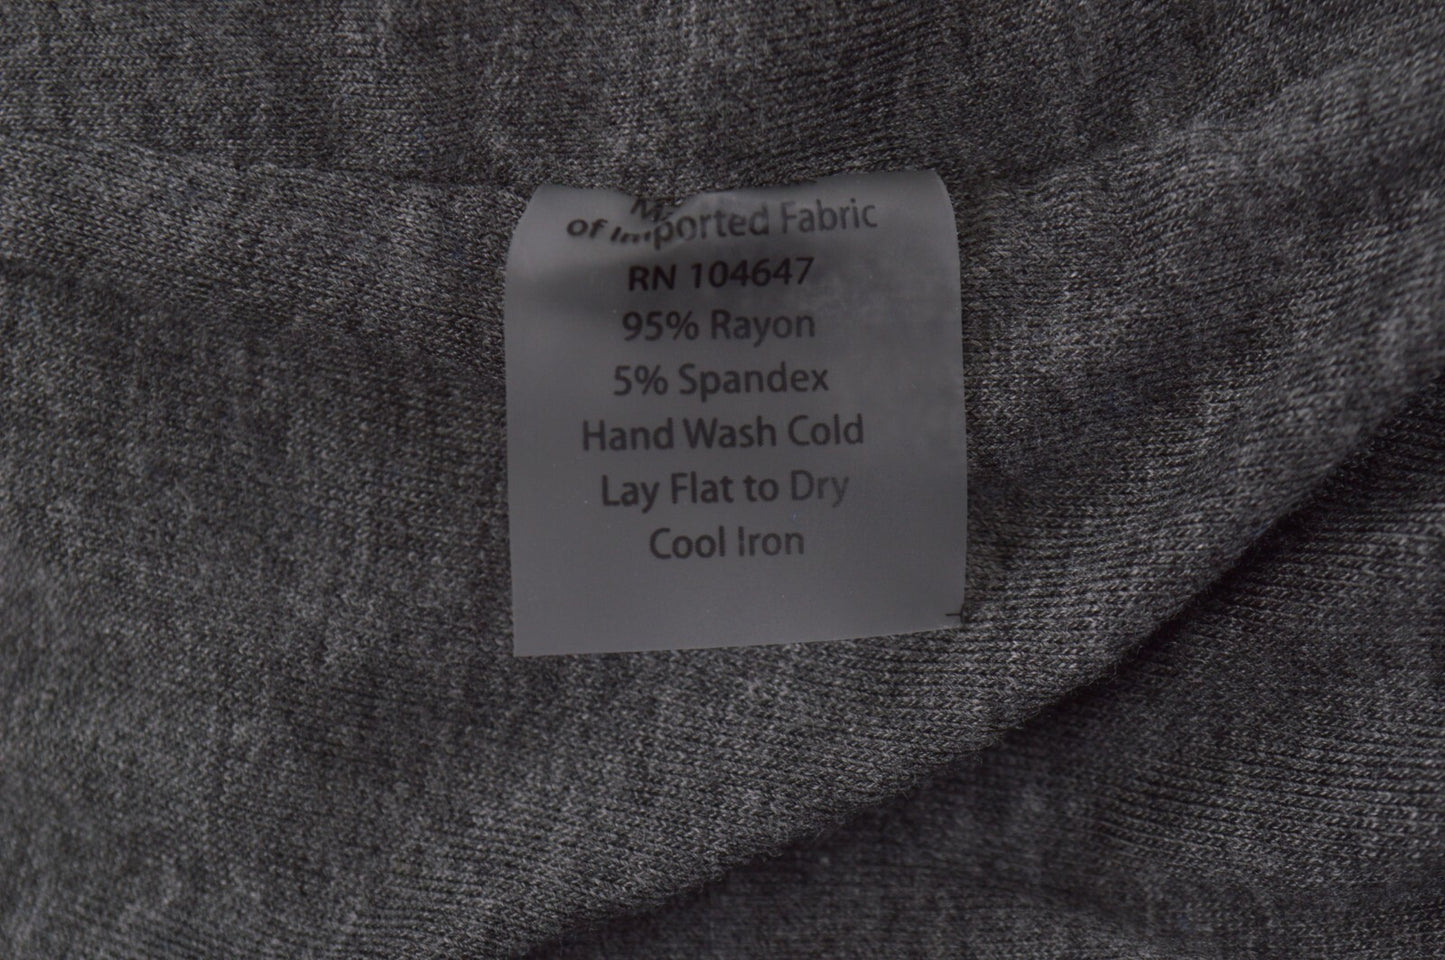 of Imported Fabric
RN 104647
95% Rayon
5% Spandex
Hand Wash Cold
Lay Flat to Dry
Cool Iron